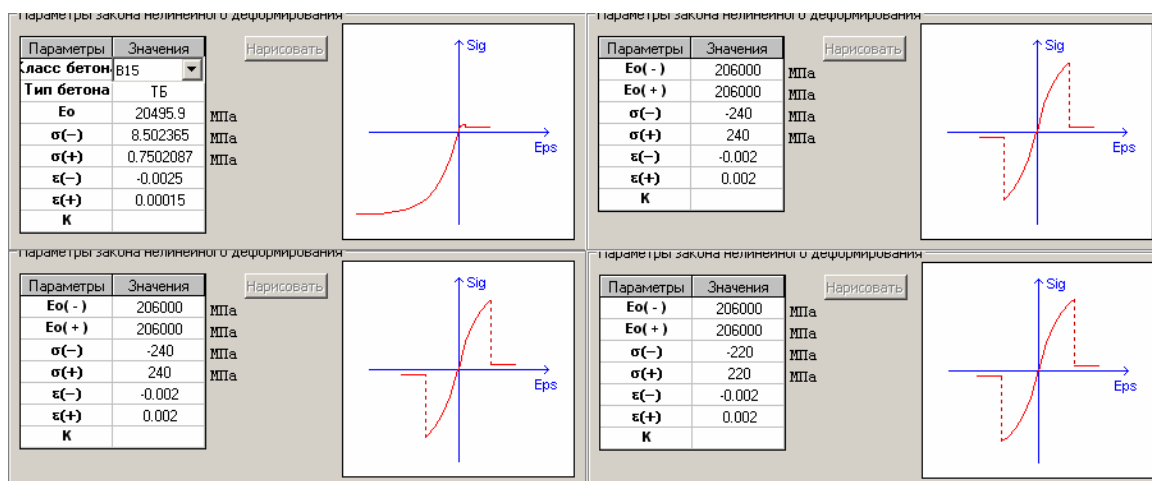 Параметры закона нелинейного деформирования
Параметры Значения Нарисовать
Класс бетона B15
Тип бетона ТБ
Eo 20495.9 МПа
σ(−) 8.502365 МПа
σ(+) 0.7502087 МПа
ε(−) -0.0025
ε(+) 0.00015
K
Sig
Eps
Параметры закона нелинейного деформирования
Параметры Значения Нарисовать
Eo( - ) 206000 МПа
Eo( + ) 206000 МПа
σ(−) -240 МПа
σ(+) 240 МПа
ε(−) -0.002
ε(+) 0.002
K
Sig
Eps
Параметры закона нелинейного деформирования
Параметры Значения Нарисовать
Eo( - ) 206000 МПа
Eo( + ) 206000 МПа
σ(−) -240 МПа
σ(+) 240 МПа
ε(−) -0.002
ε(+) 0.002
K
Sig
Eps
Параметры закона нелинейного деформирования
Параметры Значения Нарисовать
Eo( - ) 206000 МПа
Eo( + ) 206000 МПа
σ(−) -220 МПа
σ(+) 220 МПа
ε(−) -0.002
ε(+) 0.002
K
Sig
Eps